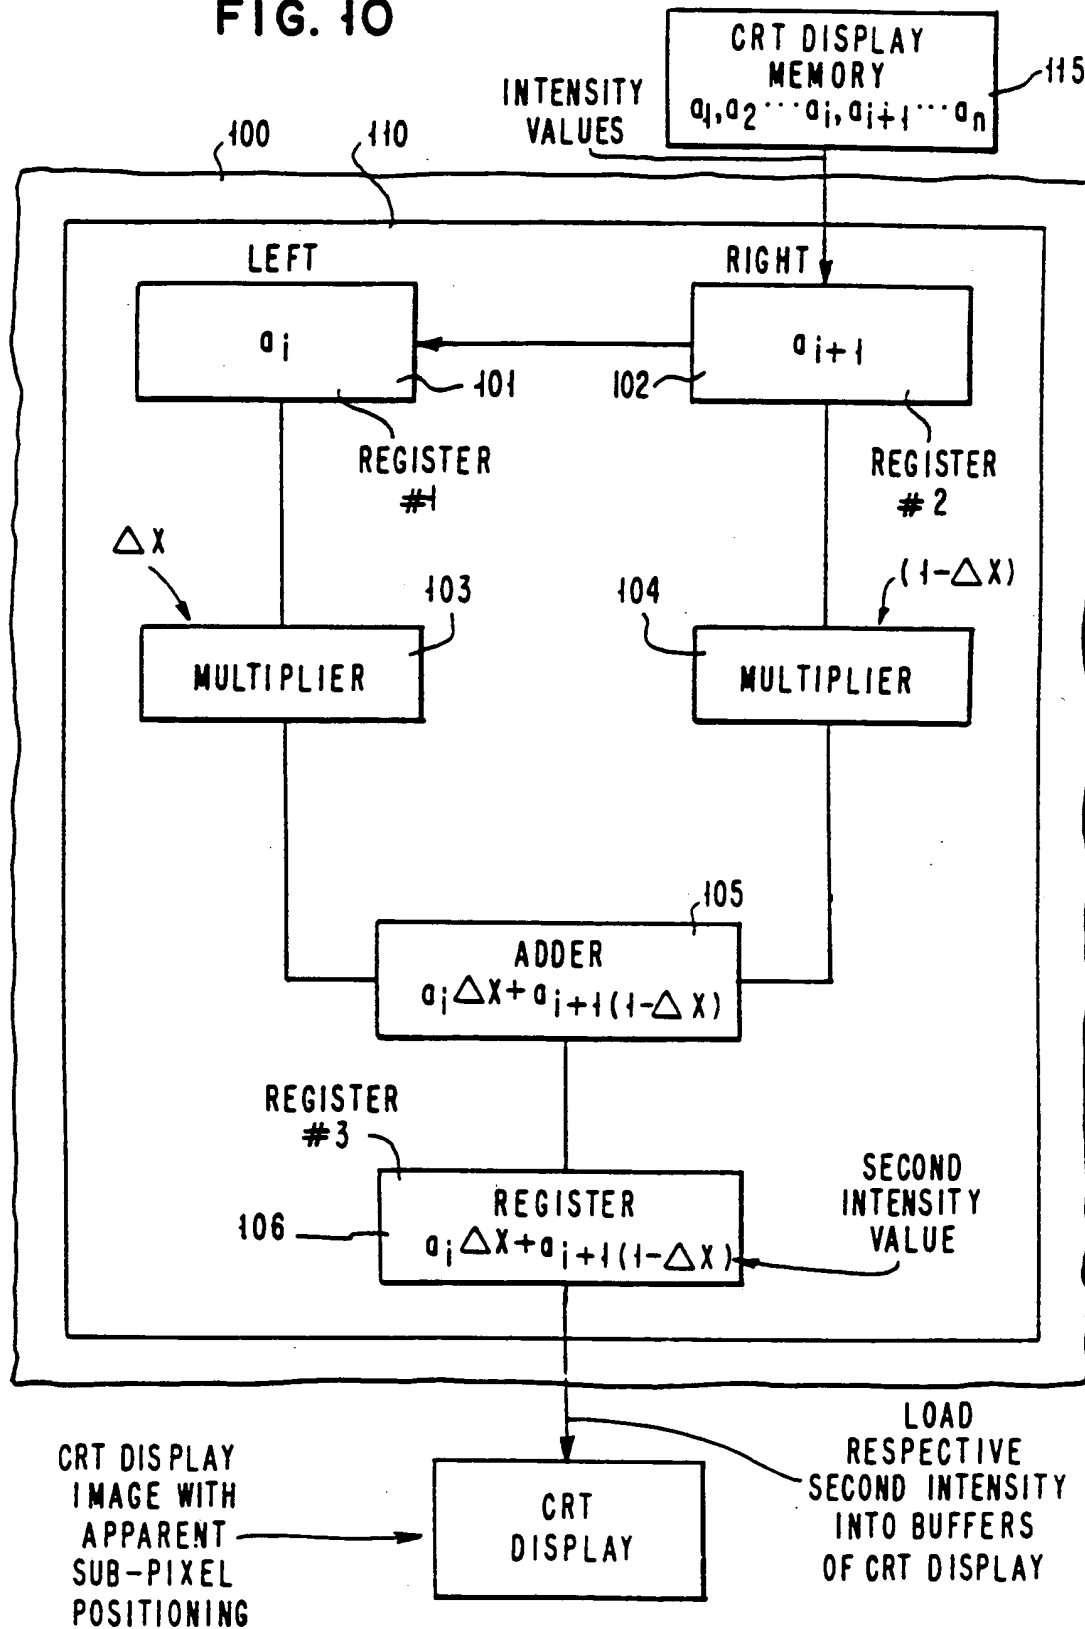 FIG. 10
CRT DISPLAY
MEMORY
a1, a2 ··· ai, ai+1 ··· an
115
INTENSITY
VALUES
100
110
LEFT
RIGHT
ai
ai+1
101
102
REGISTER
#1
REGISTER
#2
ΔX
(1-ΔX)
103
104
MULTIPLIER
MULTIPLIER
105
ADDER
aiΔX+ai+1(1-ΔX)
REGISTER
#3
106
REGISTER
aiΔX+ai+1(1-ΔX)
SECOND
INTENSITY
VALUE
CRT DISPLAY
IMAGE WITH
APPARENT
SUB-PIXEL
POSITIONING
CRT
DISPLAY
LOAD
RESPECTIVE
SECOND INTENSITY
INTO BUFFERS
OF CRT DISPLAY